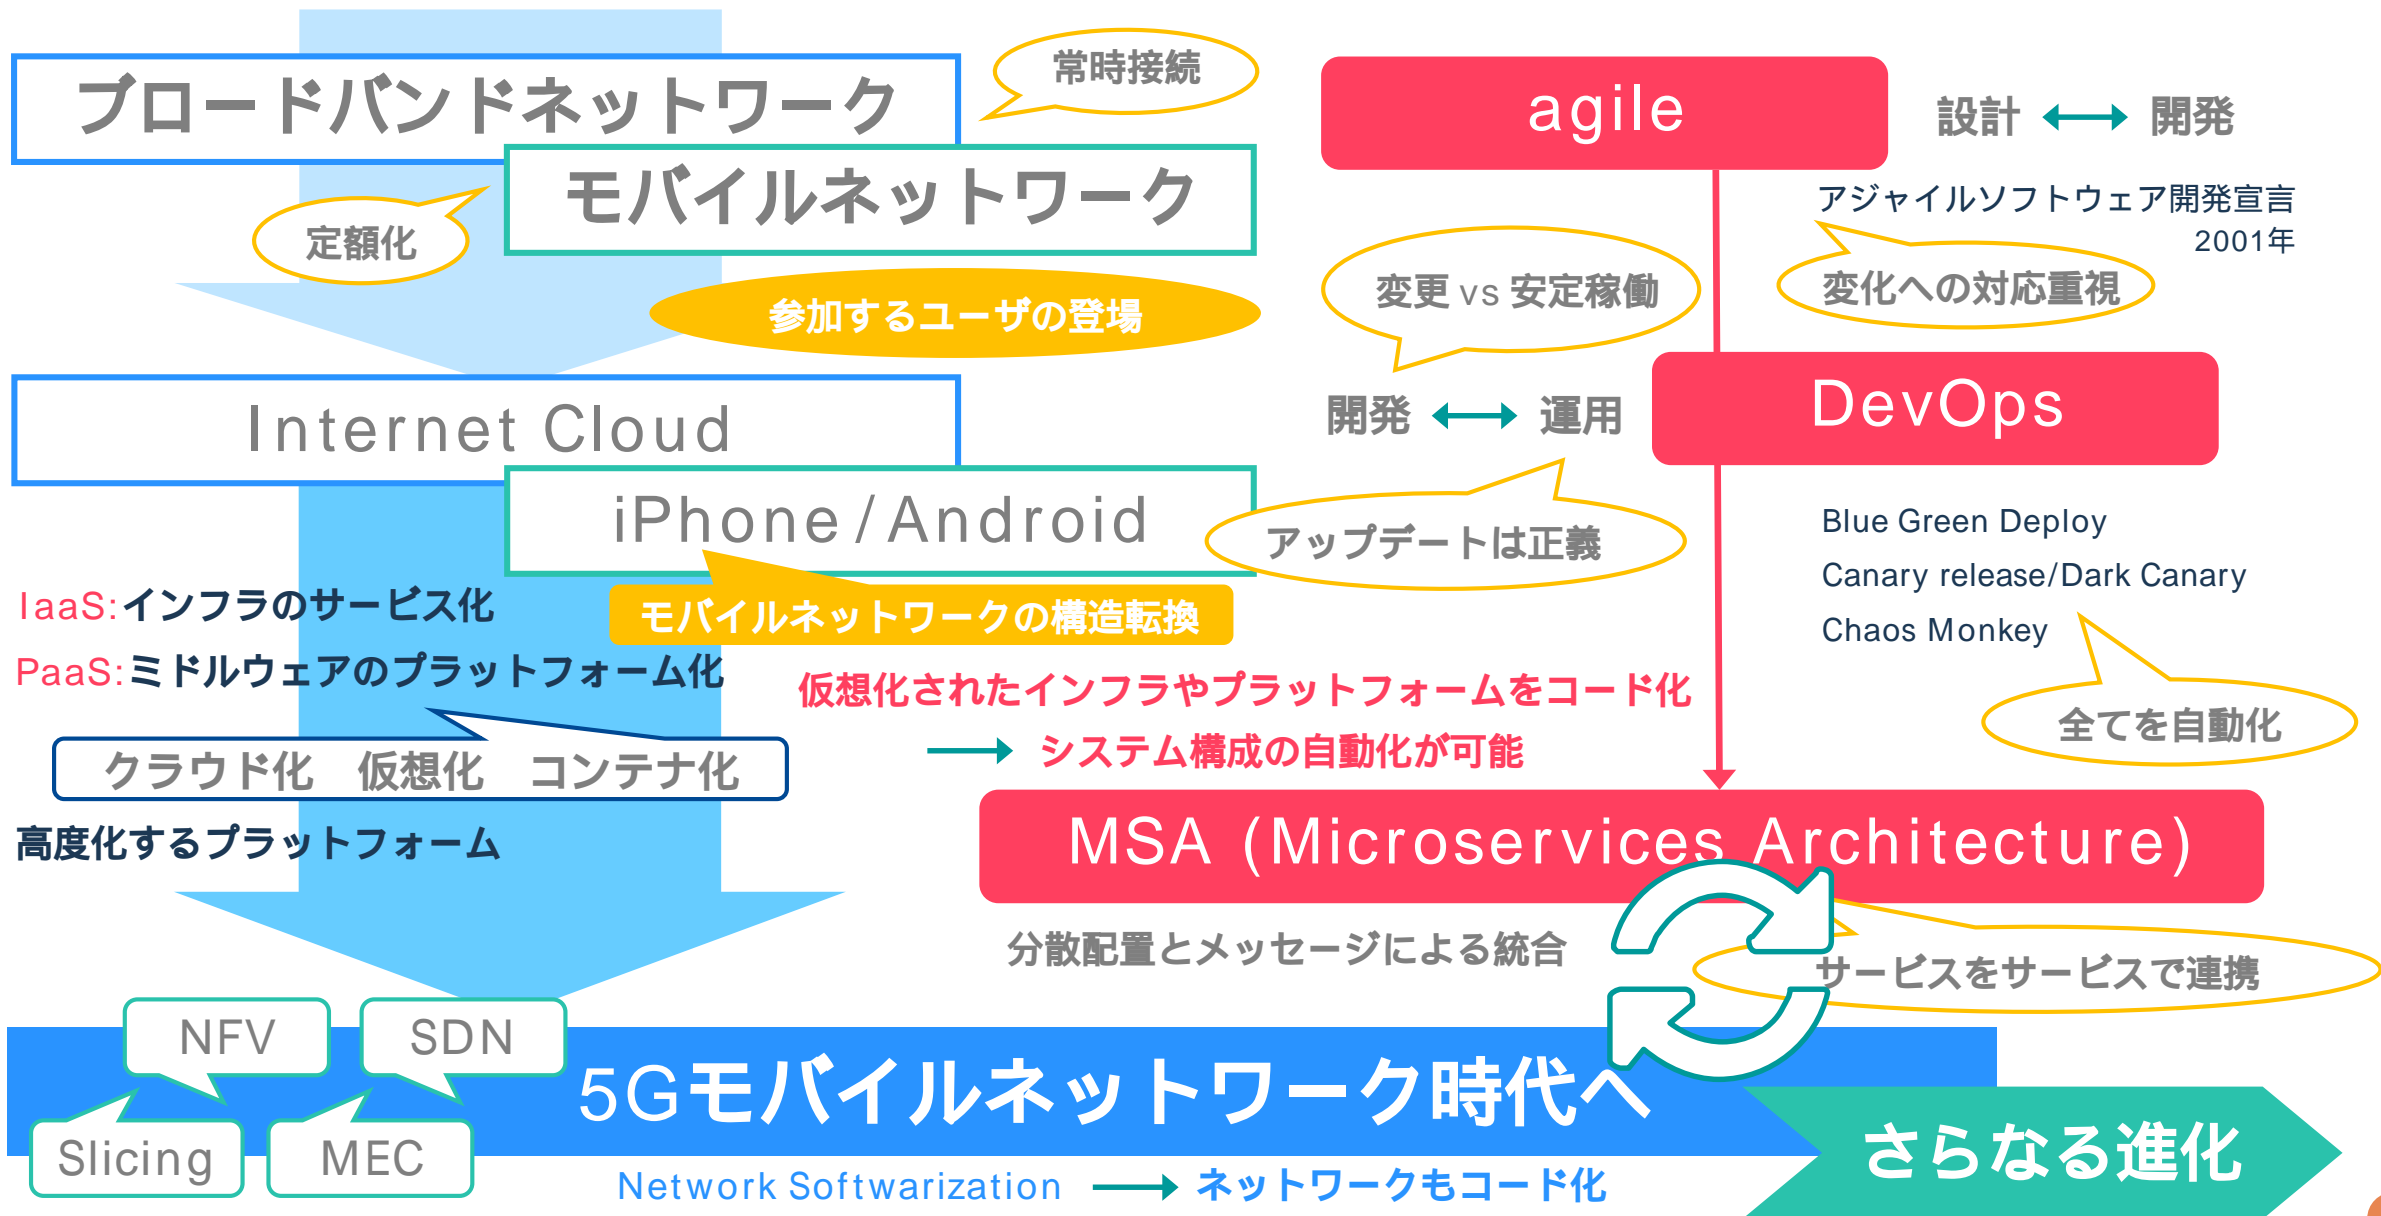 ブロードバンドネットワーク
常時接続
モバイルネットワーク
定額化
参加するユーザの登場
Internet Cloud
iPhone / Android
IaaS:インフラのサービス化
モバイルネットワークの構造転換
PaaS:ミドルウェアのプラットフォーム化
クラウド化 仮想化 コンテナ化
高度化するプラットフォーム
agile
設計 ⟷ 開発
アジャイルソフトウェア開発宣言
2001年
変更 vs 安定稼働
変化への対応重視
開発 ⟷ 運用
DevOps
アップデートは正義
Blue Green Deploy
Canary release/Dark Canary
Chaos Monkey
全てを自動化
仮想化されたインフラやプラットフォームをコード化
→ システム構成の自動化が可能
MSA (Microservices Architecture)
分散配置とメッセージによる統合
サービスをサービスで連携
NFV
SDN
Slicing
MEC
5Gモバイルネットワーク時代へ
さらなる進化
Network Softwarization → ネットワークもコード化